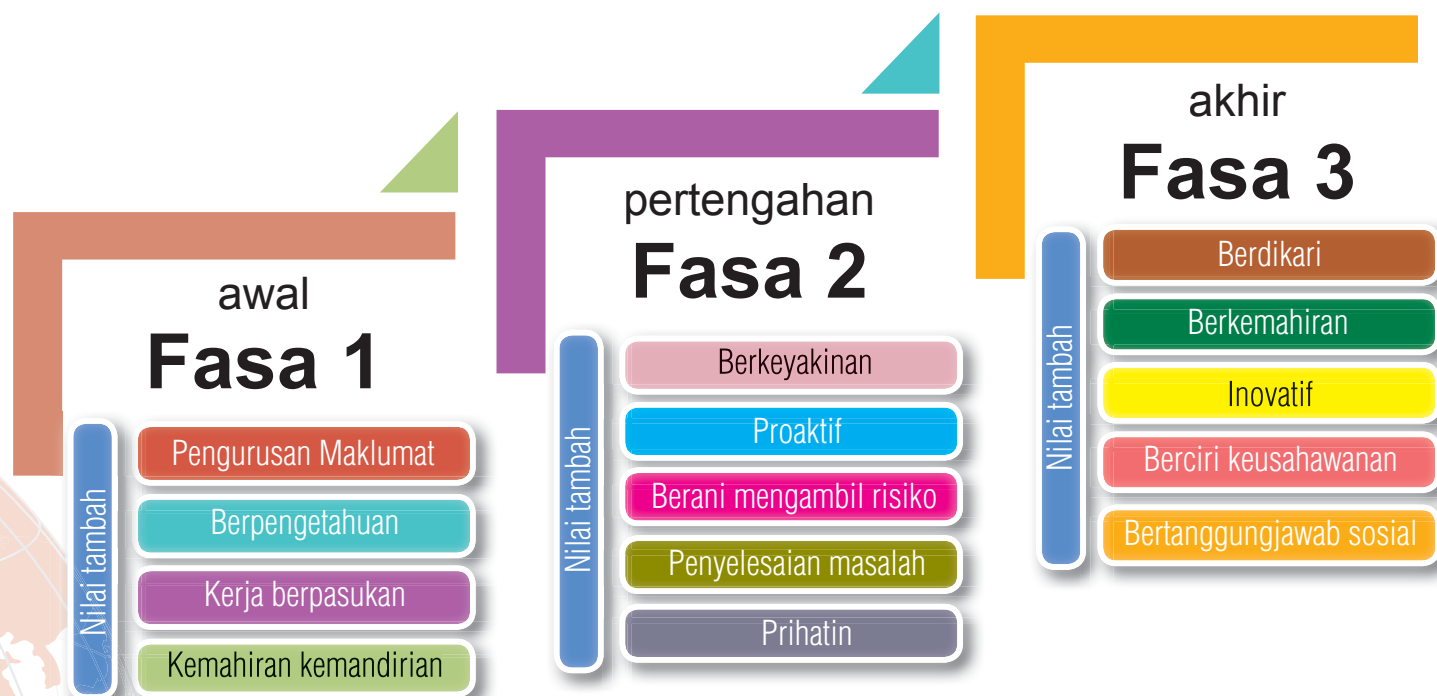 awal
Fasa 1
Nilai tambah
Pengurusan Maklumat
Berpengetahuan
Kerja berpasukan
Kemahiran kemandirian
pertengahan
Fasa 2
Nilai tambah
Berkeyakinan
Proaktif
Berani mengambil risiko
Penyelesaian masalah
Prihatin
akhir
Fasa 3
Nilai tambah
Berdikari
Berkemahiran
Inovatif
Berciri keusahawanan
Bertanggungjawab sosial